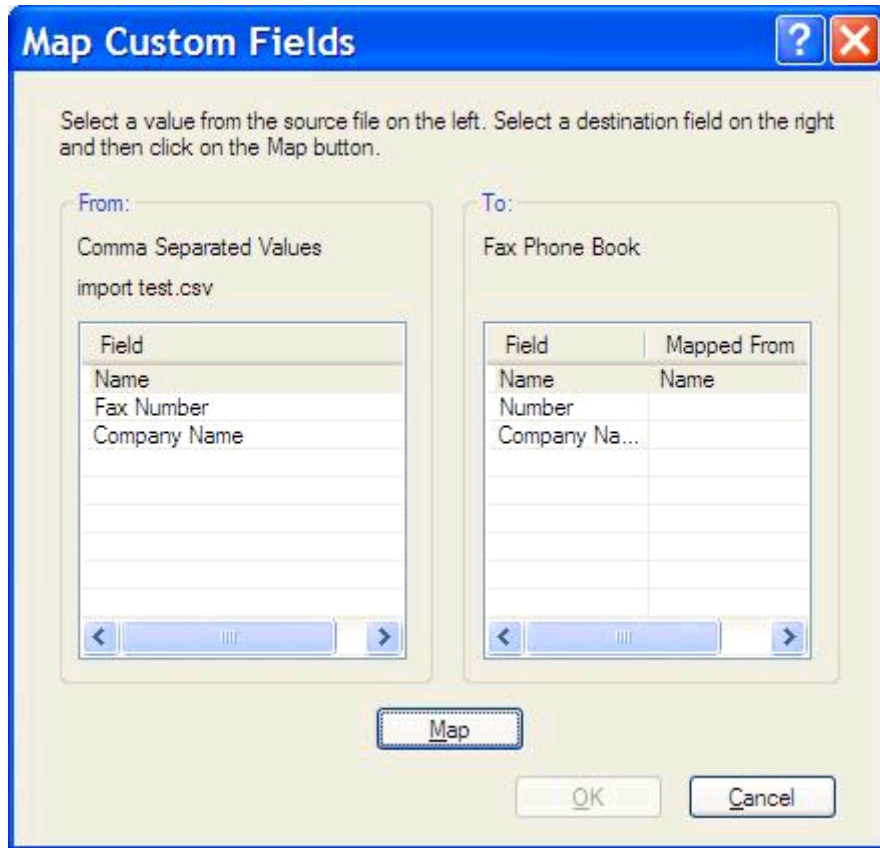 Map Custom Fields
Select a value from the source file on the left. Select a destination field on the right
and then click on the Map button.
From:
Comma Separated Values
import test.csv
Field
Name
Fax Number
Company Name
To:
Fax Phone Book
Field Mapped From
Name Name
Number
Company Na...
Map
OK Cancel